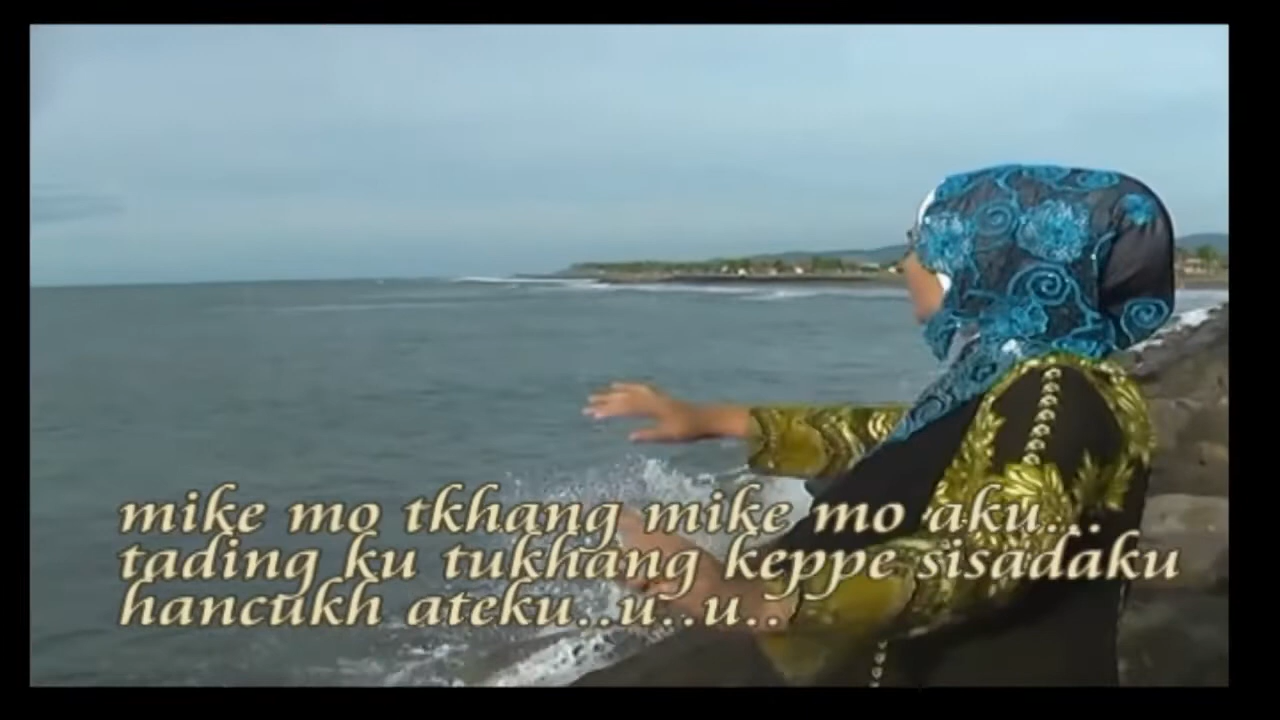 mike mo tkhang mike mo aku...
tading ku tukhang keppe sisadaku
hancukh ateku..u..u..